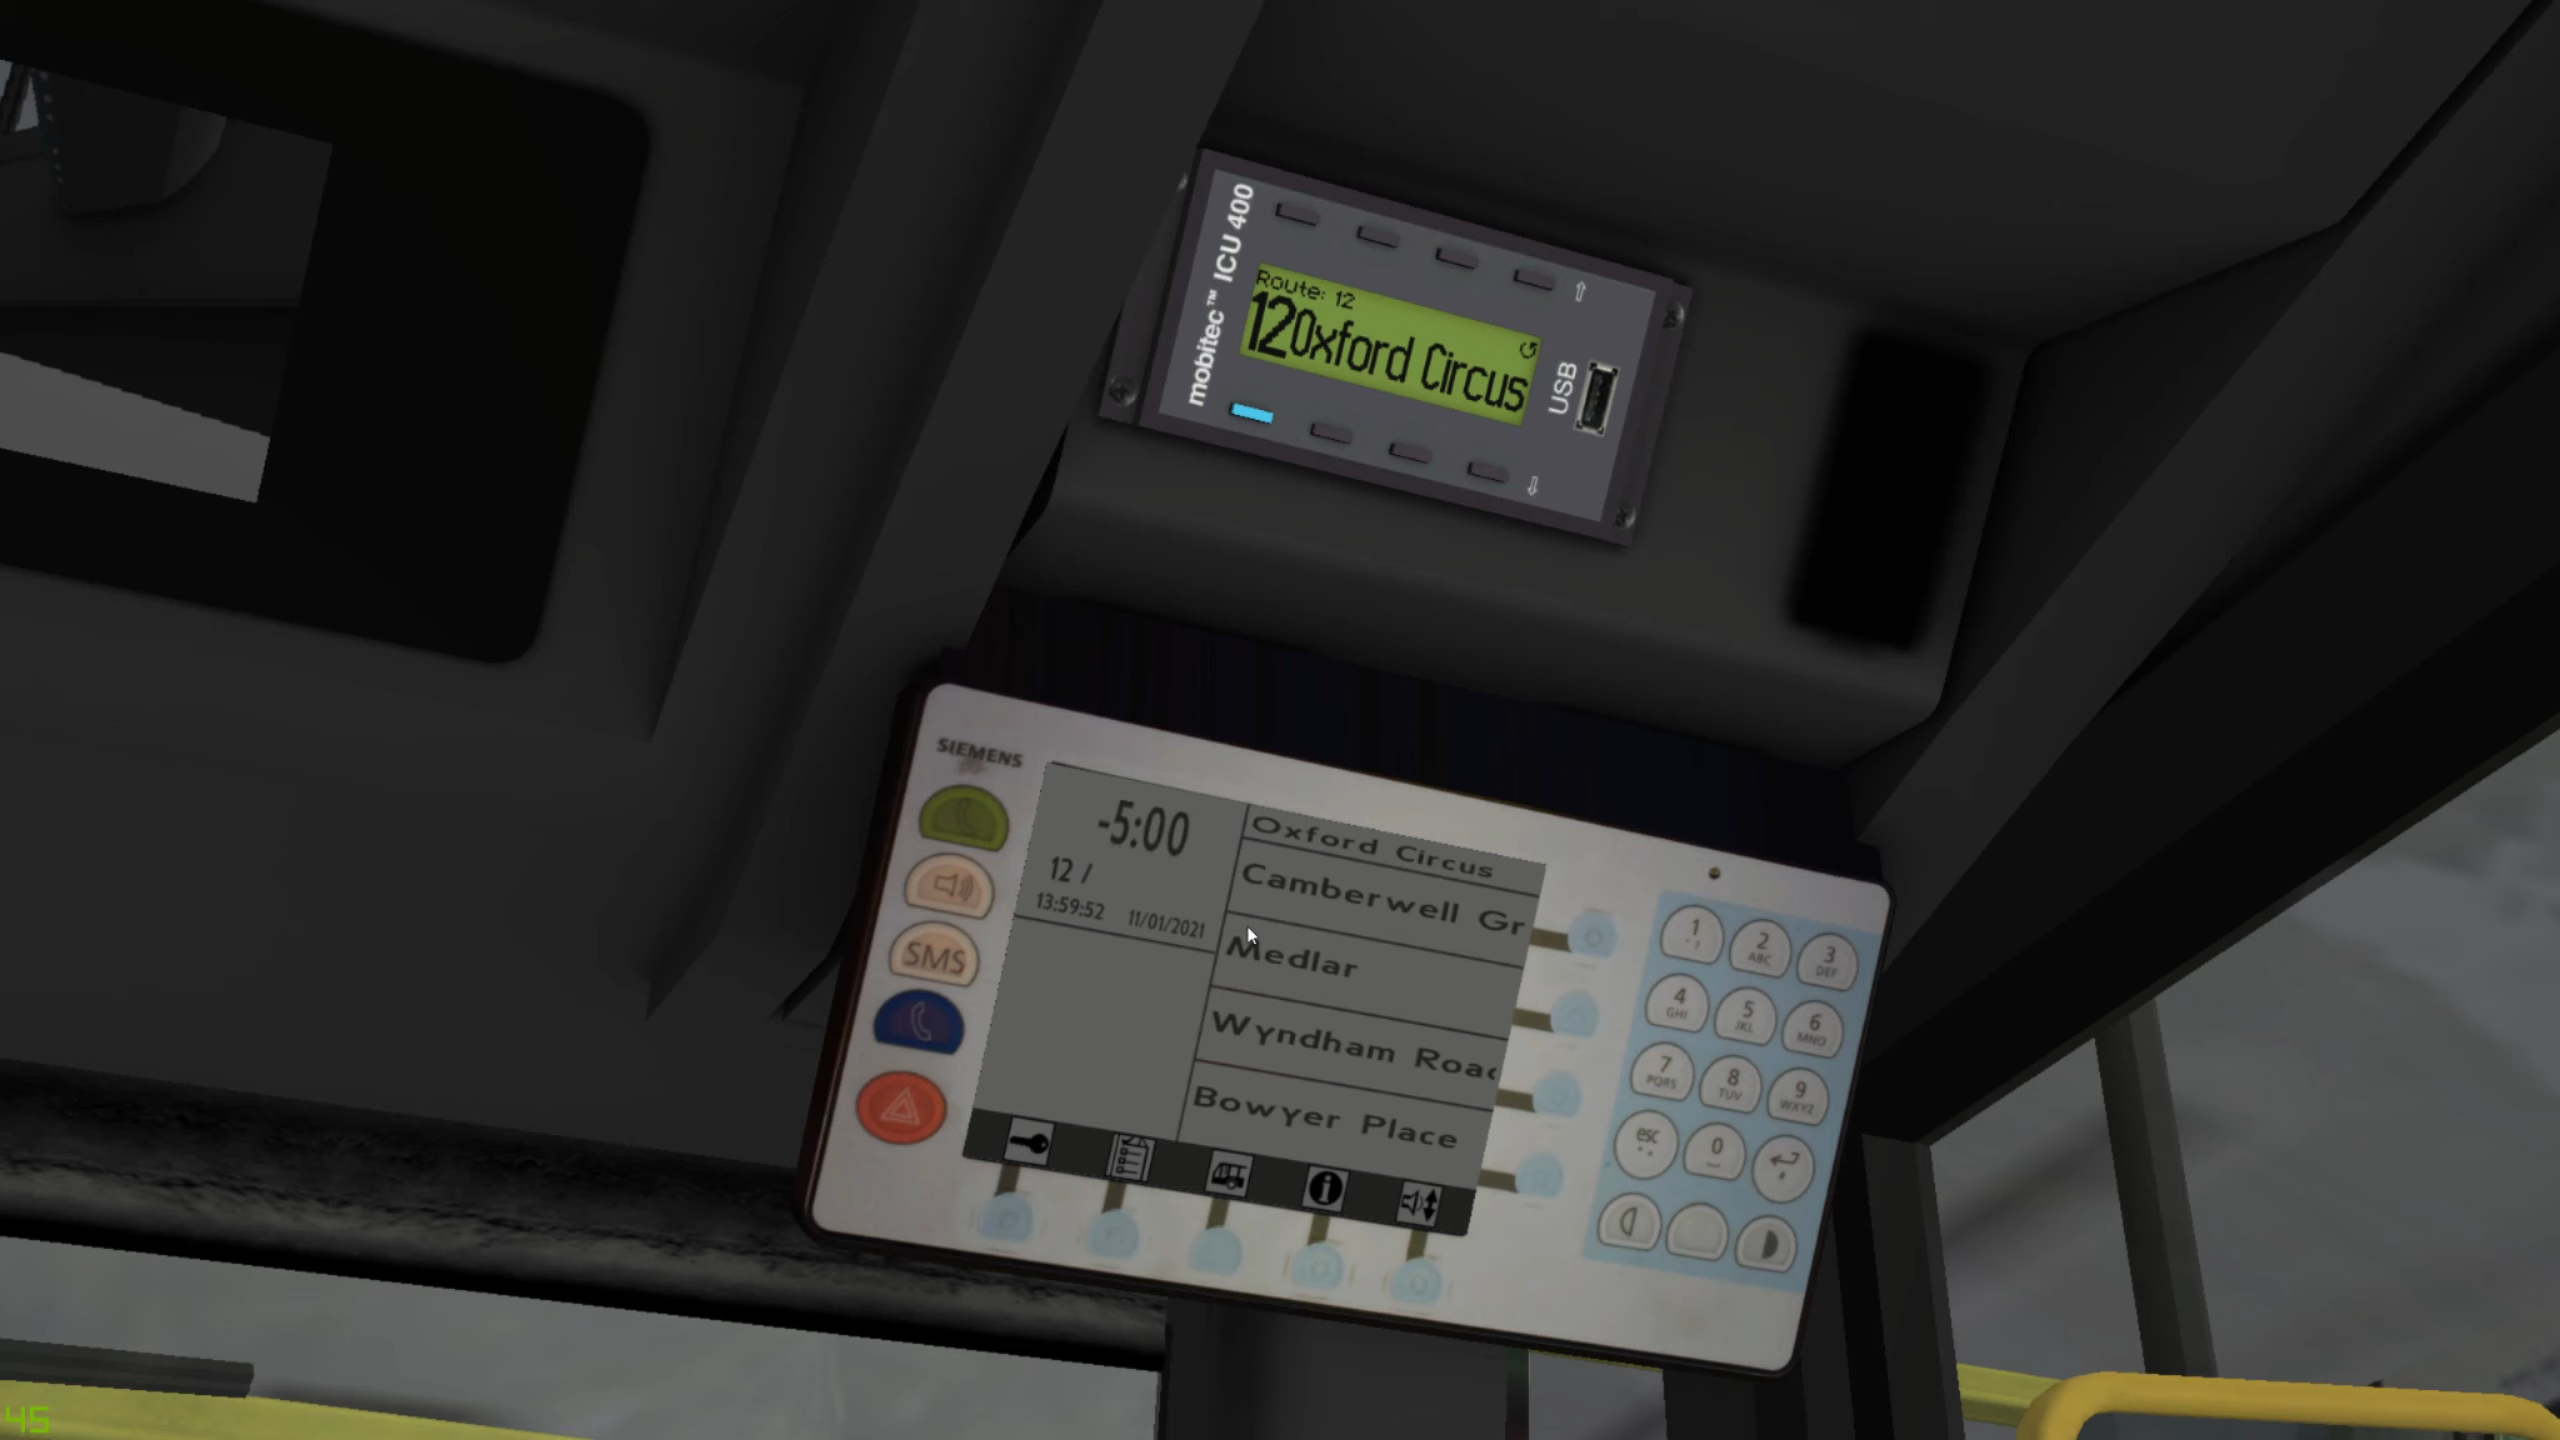 mobitec™ ICU 400
Route: 12
12Oxford Circus
USB
SIEMENS
SMS
-5:00
12 /
13:59:52 11/01/2021
Oxford Circus
Camberwell Gr
Medlar
Wyndham Road
Bowyer Place
1
2 ABC
3 DEF
4 GHI
5 JKL
6 MNO
7 PQRS
8 TUV
9 WXYZ
esc
0
45